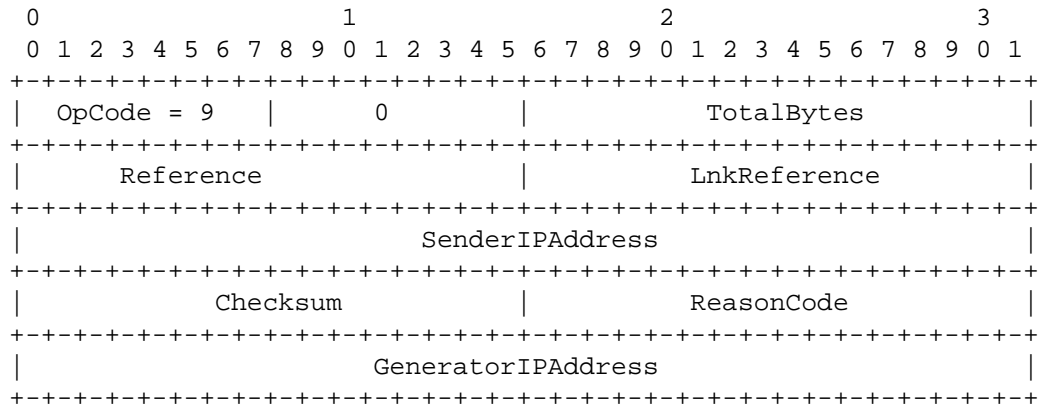 0                   1                   2                   3
 0 1 2 3 4 5 6 7 8 9 0 1 2 3 4 5 6 7 8 9 0 1 2 3 4 5 6 7 8 9 0 1
+-+-+-+-+-+-+-+-+-+-+-+-+-+-+-+-+-+-+-+-+-+-+-+-+-+-+-+-+-+-+-+-+
|  OpCode = 9   |      0        |           TotalBytes          |
+-+-+-+-+-+-+-+-+-+-+-+-+-+-+-+-+-+-+-+-+-+-+-+-+-+-+-+-+-+-+-+-+
|      Reference                |          LnkReference         |
+-+-+-+-+-+-+-+-+-+-+-+-+-+-+-+-+-+-+-+-+-+-+-+-+-+-+-+-+-+-+-+-+
|                         SenderIPAddress                       |
+-+-+-+-+-+-+-+-+-+-+-+-+-+-+-+-+-+-+-+-+-+-+-+-+-+-+-+-+-+-+-+-+
|            Checksum           |          ReasonCode           |
+-+-+-+-+-+-+-+-+-+-+-+-+-+-+-+-+-+-+-+-+-+-+-+-+-+-+-+-+-+-+-+-+
|                      GeneratorIPAddress                       |
+-+-+-+-+-+-+-+-+-+-+-+-+-+-+-+-+-+-+-+-+-+-+-+-+-+-+-+-+-+-+-+-+